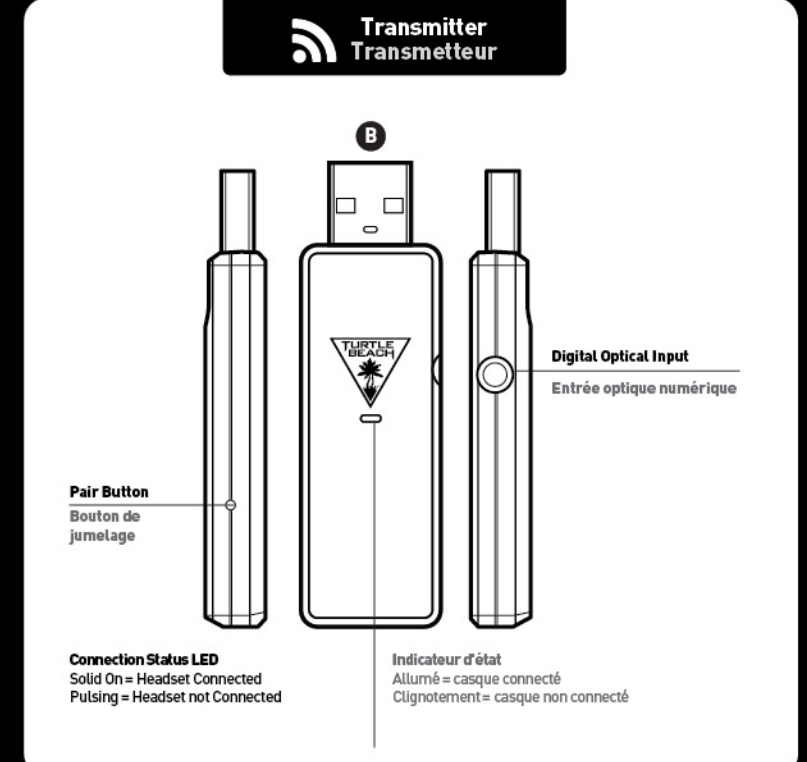 Transmitter
Transmetteur
B
TURTLE
BEACH
Digital Optical Input
Entrée optique numérique
Pair Button
Bouton de
jumelage
Connection Status LED
Solid On = Headset Connected
Pulsing = Headset not Connected
Indicateur d'état
Allumé = casque connecté
Clignotement = casque non connecté